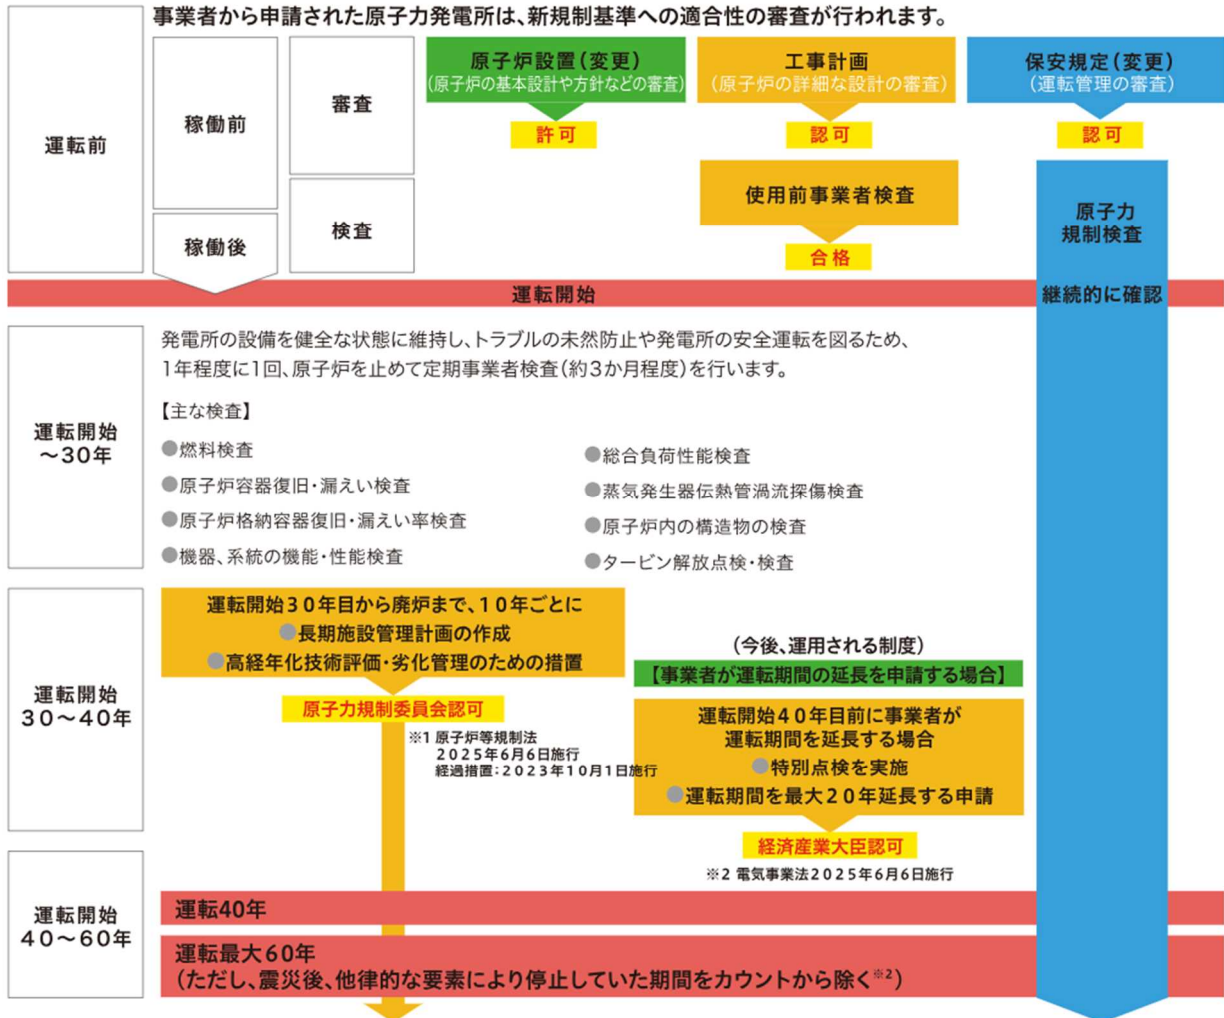 事業者から申請された原子力発電所は、新規制基準への適合性の審査が行われます。
運転前
稼働前
稼働後
審査
検査
原子炉設置(変更)
(原子炉の基本設計や方針などの審査)
許可
工事計画
(原子炉の詳細な設計の審査)
認可
使用前事業者検査
合格
保安規定(変更)
(運転管理の審査)
認可
原子力
規制検査
運転開始
継続的に確認
運転開始
～30年
発電所の設備を健全な状態に維持し、トラブルの未然防止や発電所の安全運転を図るため、
1年程度に1回、原子炉を止めて定期事業者検査(約3か月程度)を行います。
【主な検査】
●燃料検査
●原子炉容器復旧・漏えい検査
●原子炉格納容器復旧・漏えい率検査
●機器、系統の機能・性能検査
●総合負荷性能検査
●蒸気発生器伝熱管渦流探傷検査
●原子炉内の構造物の検査
●タービン解放点検・検査
運転開始
30～40年
運転開始30年目から廃炉まで、10年ごとに
●長期施設管理計画の作成
●高経年化技術評価・劣化管理のための措置
原子力規制委員会認可
※1 原子炉等規制法
2025年6月6日施行
経過措置:2023年10月1日施行
(今後、運用される制度)
【事業者が運転期間の延長を申請する場合】
運転開始40年目前に事業者が
運転期間を延長する場合
●特別点検を実施
●運転期間を最大20年延長する申請
経済産業大臣認可
※2 電気事業法2025年6月6日施行
運転開始
40～60年
運転40年
運転最大60年
(ただし、震災後、他律的な要素により停止していた期間をカウントから除く※2)